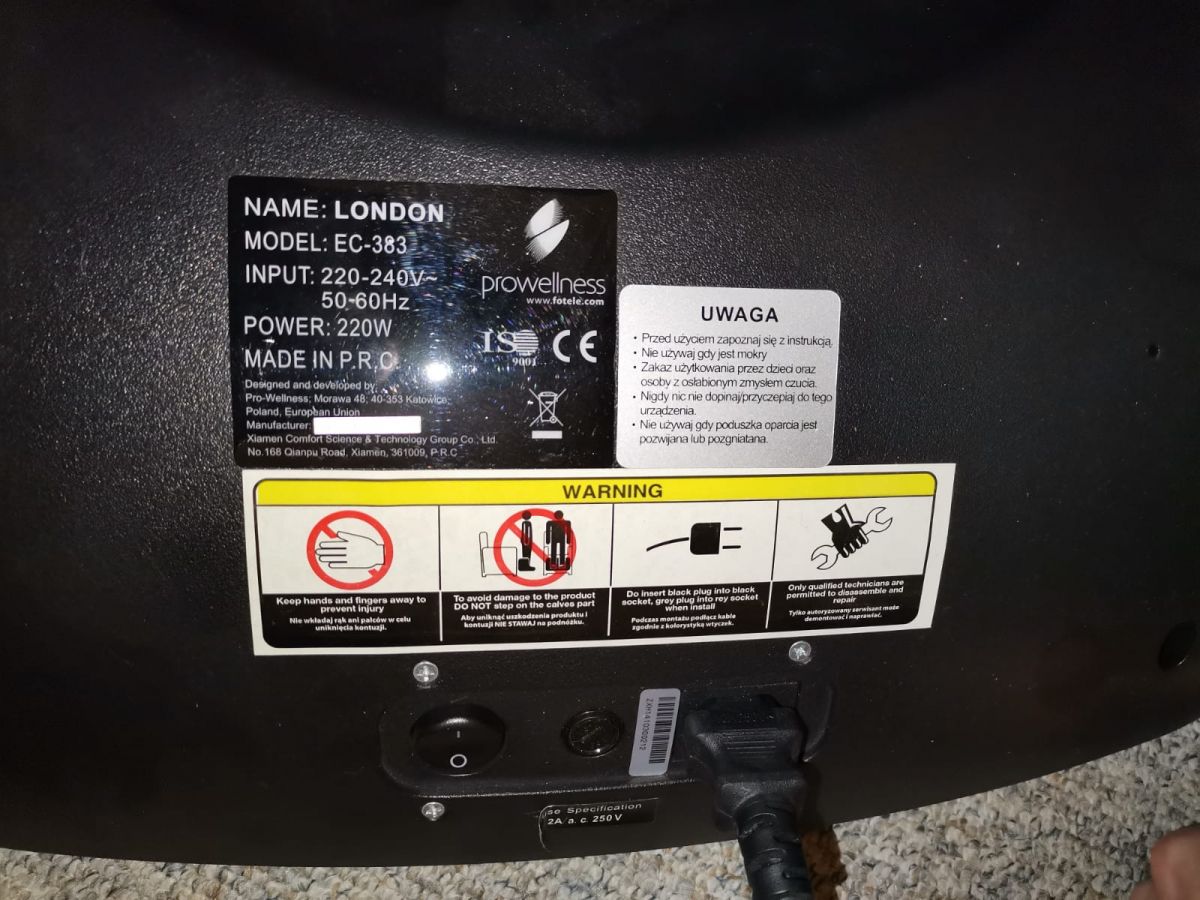 NAME: LONDON
MODEL: EC-383
INPUT: 220-240V~
50-60Hz
POWER: 220W
MADE IN P.R.C
Designed and developed by
Pro-Wellness; Morawa 48, 40-353 Katowice,
Poland, European Union
Manufacturer:
Xiamen Comfort Science & Technology Group Co., Ltd.
No.168 Qianpu Road, Xiamen, 361009, P.R.C
prowellness
www.fotele.com
ISO
9001
CE
UWAGA
• Przed użyciem zapoznaj się z instrukcją.
• Nie używaj gdy jest mokry
• Zakaz użytkowania przez dzieci oraz
osoby z osłabionym zmysłem czucia.
• Nigdy nic nie dopinaj/przyczepiaj do tego
urządzenia.
• Nie używaj gdy poduszka oparcia jest
pozwijana lub pozgniatana.
WARNING
Keep hands and fingers away to
prevent injury
Nie wkładaj rąk ani palców w celu
uniknięcia kontuzji.
To avoid damage to the product
DO NOT step on the calves part
Aby uniknąć uszkodzenia produktu i
kontuzji NIE STAWAJ na podnóżku.
Do insert black plug into black
socket, grey plug into rey socket
when install
Podczas montażu podłącz kable
zgodnie z kolorystyką wtyczek.
Only qualified technicians are
permitted to disassemble and
repair
Tylko autoryzowany serwisant może
demontować i naprawiać.
ZXH1410300212
se Specification
2A a. c. 250V